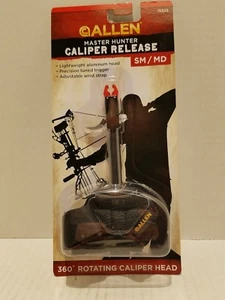 ALLEN
MASTER HUNTER
CALIPER RELEASE
SM / MD
• Lightweight aluminum head
• Precision tuned trigger
• Adjustable wrist strap
ALLEN
360° ROTATING CALIPER HEAD